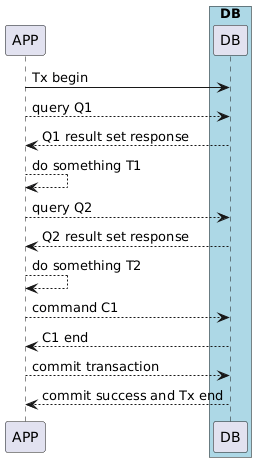 DB
APP
DB
Tx begin
query Q1
Q1 result set response
do something T1
query Q2
Q2 result set response
do something T2
command C1
C1 end
commit transaction
commit success and Tx end
APP
DB